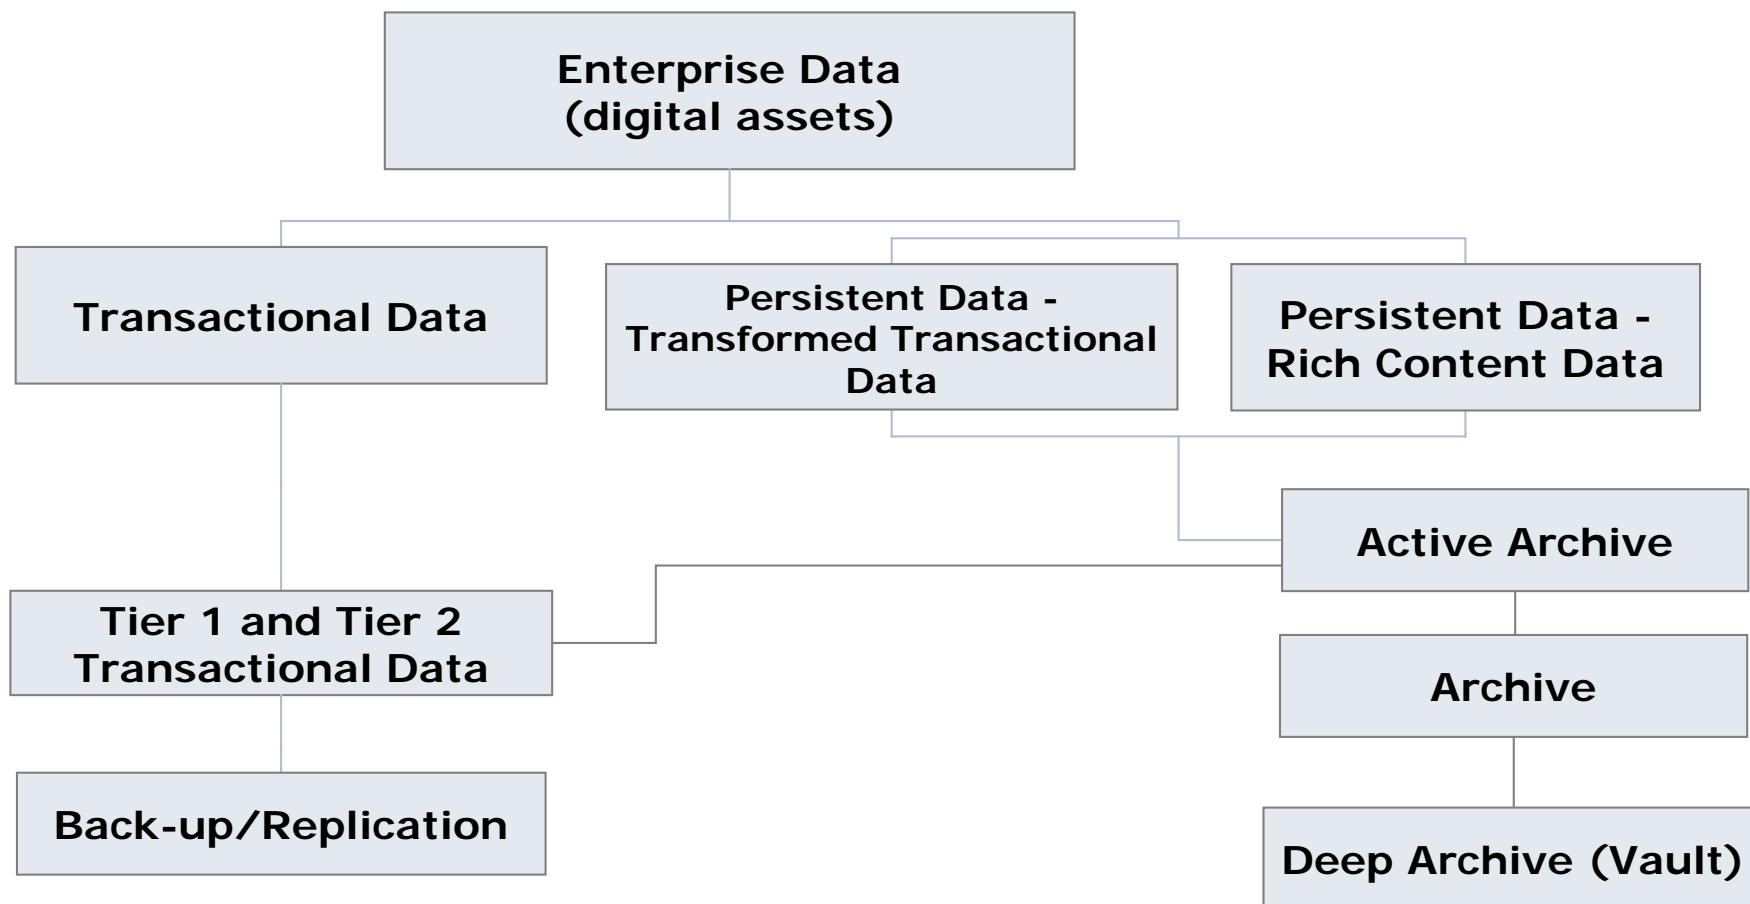 Enterprise Data
(digital assets)
Transactional Data
Persistent Data -
Transformed Transactional
Data
Persistent Data -
Rich Content Data
Active Archive
Tier 1 and Tier 2
Transactional Data
Archive
Back-up/Replication
Deep Archive (Vault)